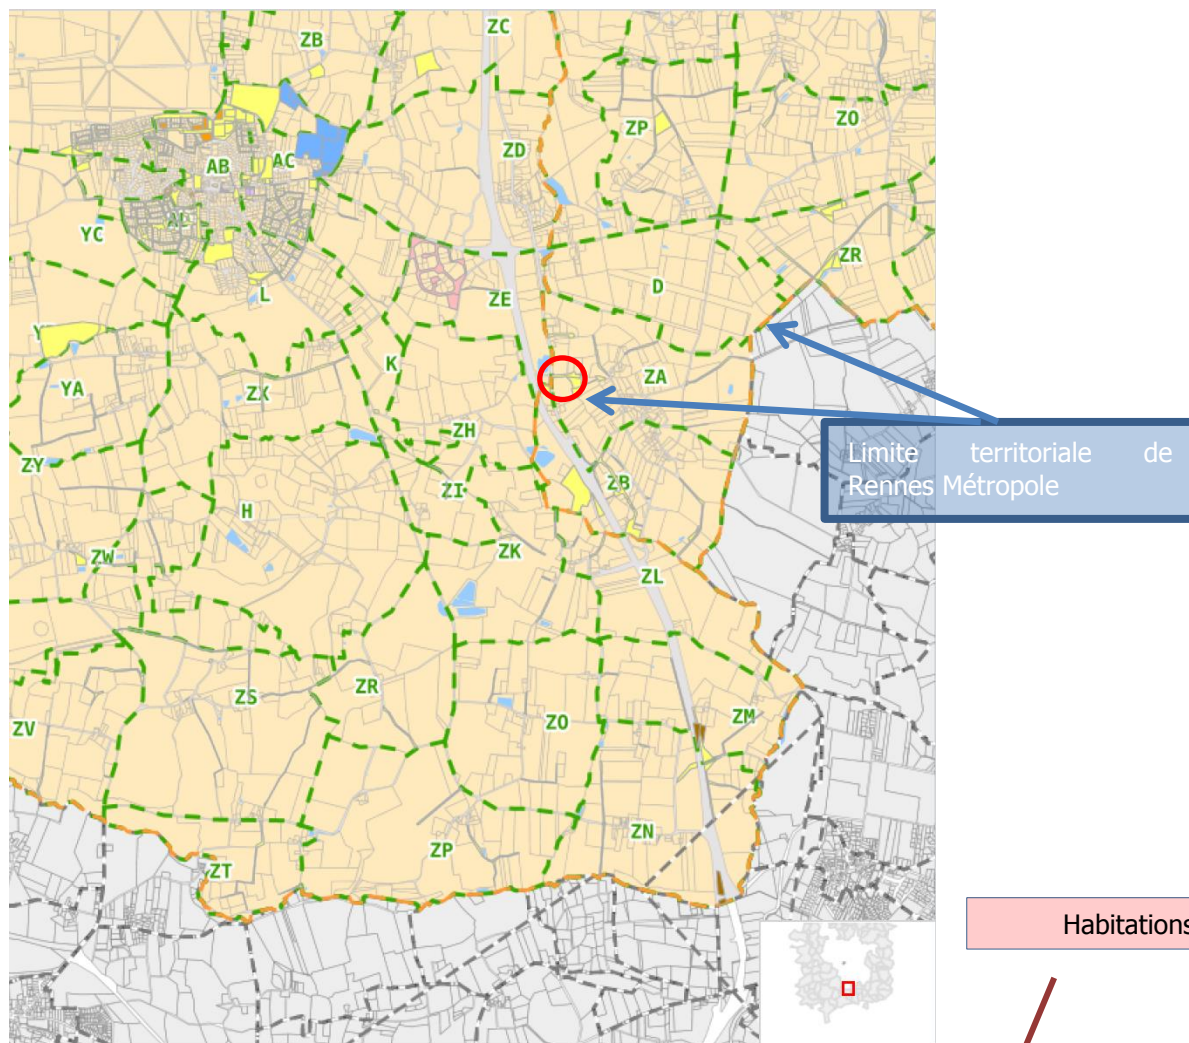 ZB
ZC
ZP
ZO
ZD
AB
AC
YC
ZR
L
ZE
D
K
ZA
YA
ZX
ZH
ZY
ZI
ZB
H
Limite territoriale de
Rennes Métropole
ZW
ZK
ZL
ZS
ZR
ZV
ZO
ZM
ZP
ZN
ZT
Habitations